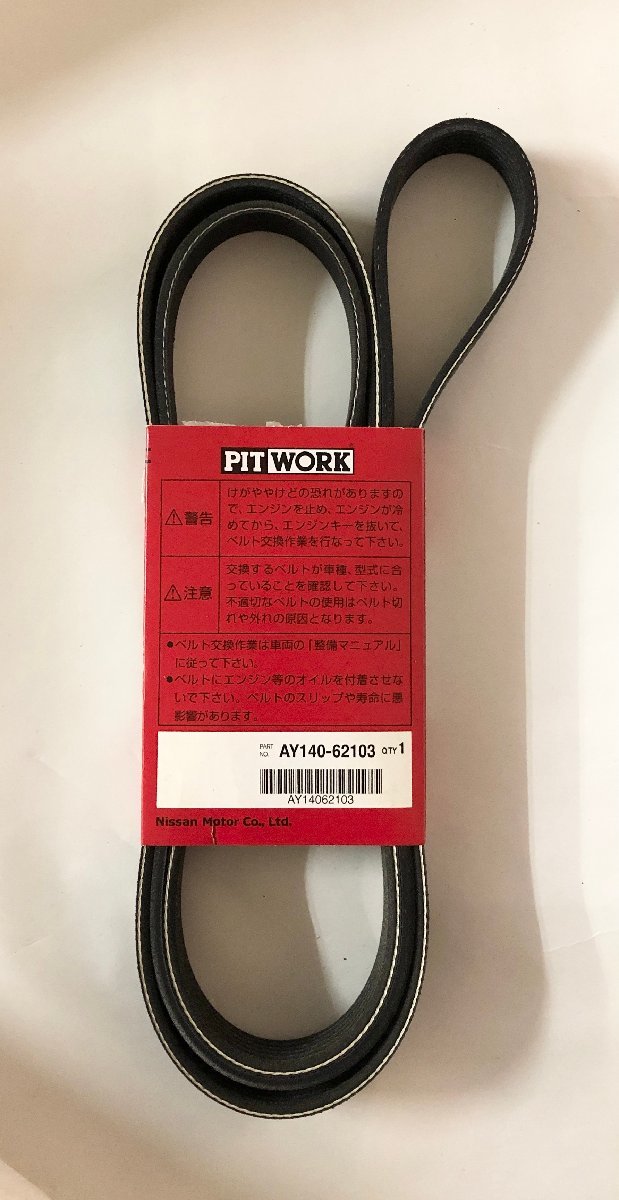 PIT WORK
⚠警告
けがややけどの恐れがありますの
で、エンジンを止め、エンジンが冷
めてから、エンジンキーを抜いて、
ベルト交換作業を行なって下さい。
⚠注意
交換するベルトが車種、型式に合
っていることを確認して下さい。
不適切なベルトの使用はベルト切
れや外れの原因となります。
●ベルト交換作業は車両の「整備マニュアル」
に従って下さい。
●ベルトにエンジン等のオイルを付着させな
いで下さい。ベルトのスリップや寿命に悪
影響があります。
PART NO. AY140-62103 QTY 1
AY14062103
Nissan Motor Co., Ltd.